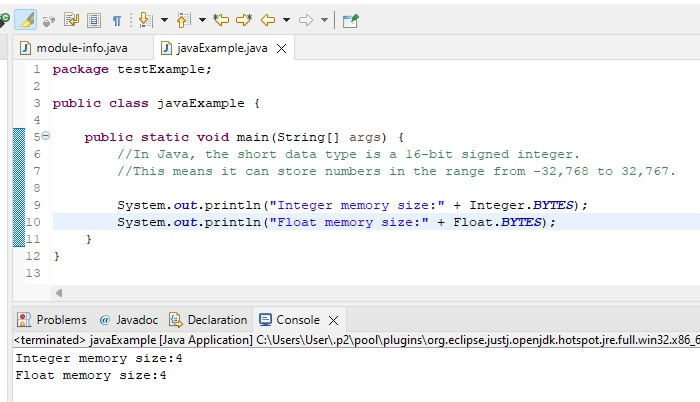 module-info.java javaExample.java
1 package testExample;
2
3 public class javaExample {
4
5 public static void main(String[] args) {
6 //In Java, the short data type is a 16-bit signed integer.
7 //This means it can store numbers in the range from -32,768 to 32,767.
8
9 System.out.println("Integer memory size:" + Integer.BYTES);
10 System.out.println("Float memory size:" + Float.BYTES);
11 }
12 }
13
Problems @ Javadoc Declaration Console
<terminated> javaExample [Java Application] C:\Users\User\.p2\pool\plugins\org.eclipse.justj.openjdk.hotspot.jre.full.win32.x86_6
Integer memory size:4
Float memory size:4